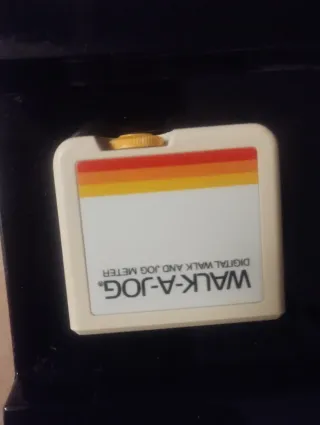 WALK-A-JOG®
DIGITAL WALK AND JOG METER